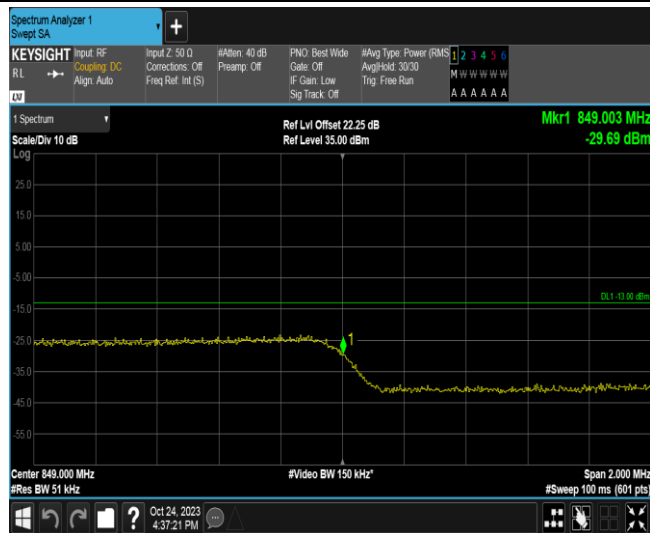 Spectrum Analyzer 1
Swept SA
+
KEYSIGHT
RL
Input: RF
Coupling: DC
Align: Auto
Input Z: 50 Ω
Corrections: Off
Freq Ref: Int (S)
#Atten: 40 dB
Preamp: Off
PNO: Best Wide
Gate: Off
IF Gain: Low
Sig Track: Off
#Avg Type: Power (RMS
Avg|Hold: 30/30
Trig: Free Run
1 2 3 4 5 6
M W W W W W
A A A A A A
LXI
1 Spectrum
Scale/Div 10 dB
Ref Lvl Offset 22.25 dB
Ref Level 35.00 dBm
Mkr1 849.003 MHz
-29.69 dBm
Log
25.0
15.0
5.00
-5.00
-15.0
-25.0
-35.0
-45.0
-55.0
DL1 -13.00 dBm
1
Center 849.000 MHz
#Res BW 51 kHz
#Video BW 150 kHz*
Span 2.000 MHz
#Sweep 100 ms (601 pts)
?
Oct 24, 2023
4:37:21 PM